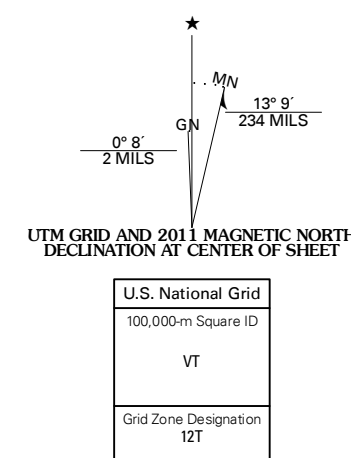 ★
MN
GN
0° 8´
2 MILS
13° 9´
234 MILS
UTM GRID AND 2011 MAGNETIC NORTH
DECLINATION AT CENTER OF SHEET
U.S. National Grid
100,000-m Square ID
VT
Grid Zone Designation
12T